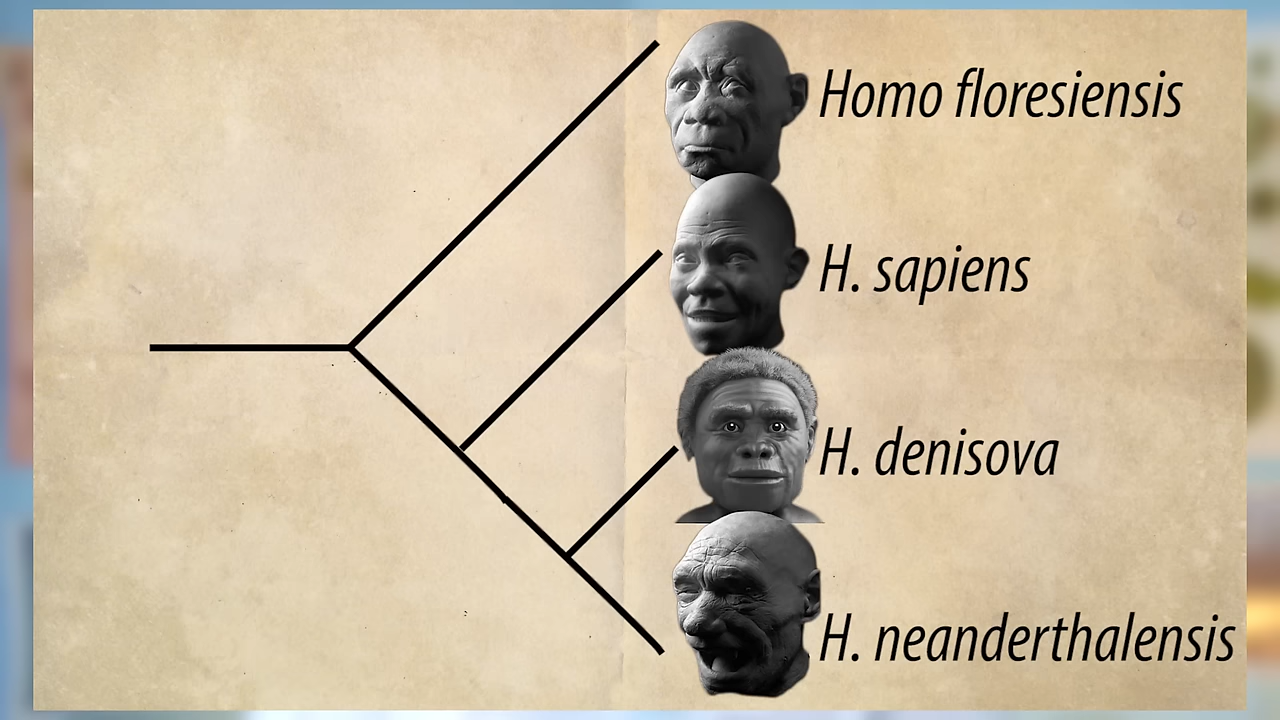 Homo floresiensis
H. sapiens
H. denisova
H. neanderthalensis